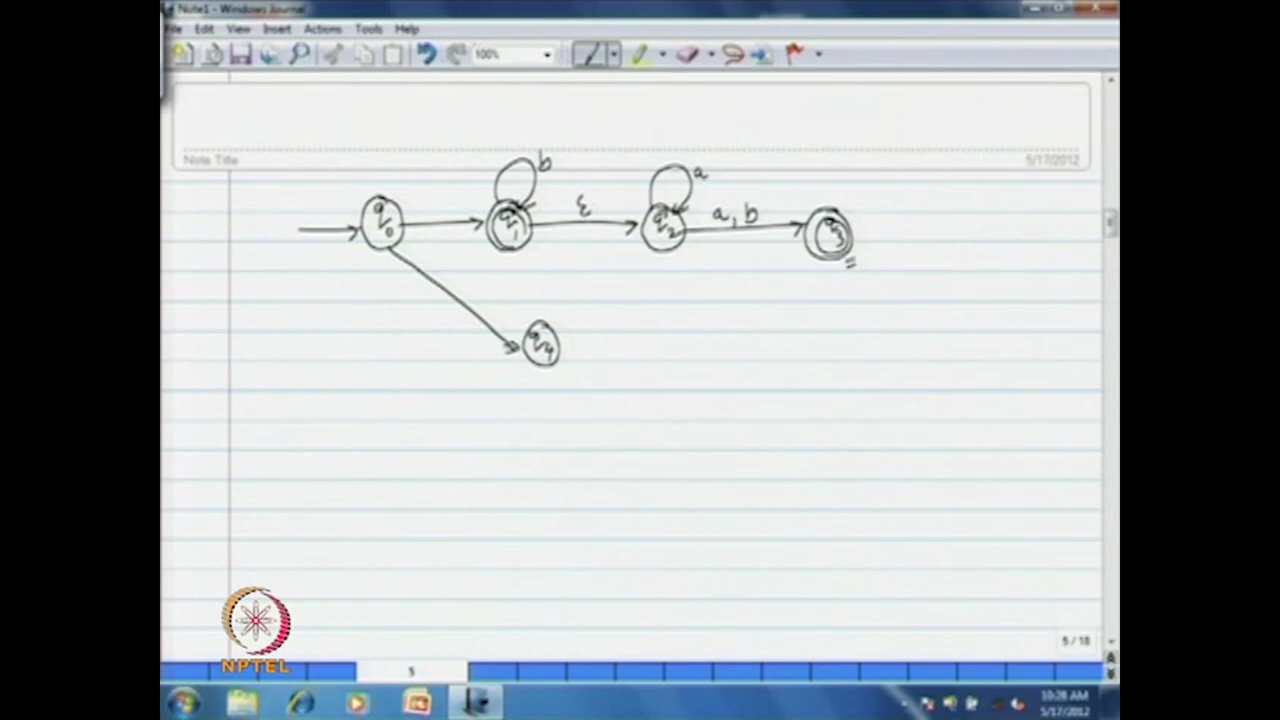 Note1 - Windows Journal
File Edit View Insert Actions Tools Help
100%
Note Title
5/17/2012
b
a
q0
q1
ε
q2
a, b
q3
q4
NPTEL
5 / 18
5
10:28 AM
5/17/2012